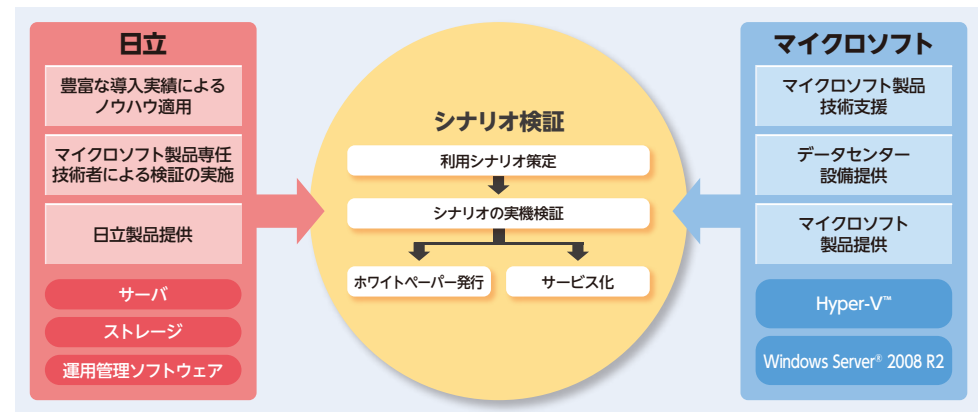 日立
豊富な導入実績による
ノウハウ適用
マイクロソフト製品専任
技術者による検証の実施
日立製品提供
サーバ
ストレージ
運用管理ソフトウェア
シナリオ検証
利用シナリオ策定
シナリオの実機検証
ホワイトペーパー発行
サービス化
マイクロソフト
マイクロソフト製品
技術支援
データセンター
設備提供
マイクロソフト
製品提供
Hyper-V™
Windows Server® 2008 R2